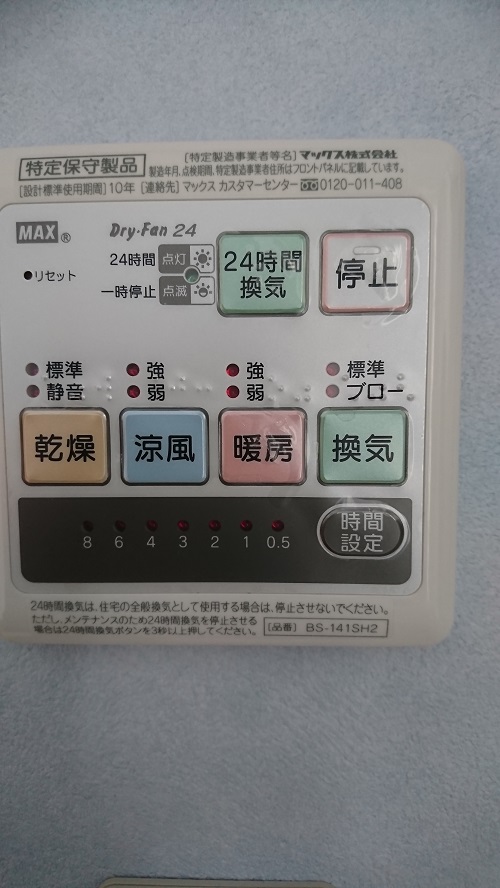 特定保守製品
[特定製造事業者等名] マックス株式会社
製造年月、点検期間、特定製造事業者住所はフロントパネルに記載しています。
[設計標準使用期間] 10年 [連絡先] マックス カスタマーセンター 0120-011-408
MAX® Dry・Fan 24
24時間 点灯
一時停止 点滅
●リセット
24時間
換気
停止
標準 強 強 標準
静音 弱 弱 ブロー
乾燥 涼風 暖房 換気
8 6 4 3 2 1 0.5
時間
設定
24時間換気は、住宅の全般換気として使用する場合は、停止させないでください。
ただし、メンテナンスのため24時間換気を停止させる
場合は24時間換気ボタンを3秒以上押してください。
[品番] BS-141SH2